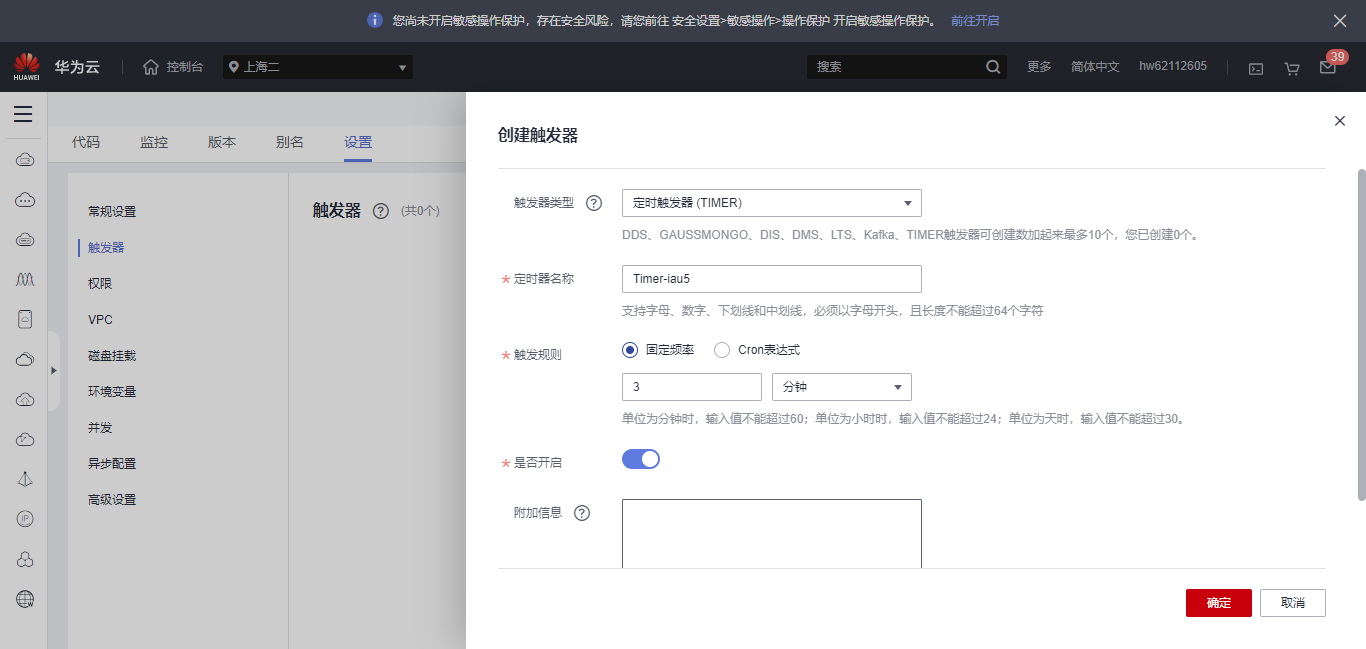 您尚未开启敏感操作保护，存在安全风险，请您前往 安全设置>敏感操作>操作保护 开启敏感操作保护。 前往开启
HUAWEI 华为云 控制台 上海二 搜索 更多 简体中文 hw62112605 39
代码 监控 版本 别名 设置
常规设置
触发器
权限
VPC
磁盘挂载
环境变量
并发
异步配置
高级设置
触发器 ? (共0个)
创建触发器
触发器类型 ? 定时触发器 (TIMER)
DDS、GAUSSMONGO、DIS、DMS、LTS、Kafka、TIMER触发器可创建数加起来最多10个，您已创建0个。
* 定时器名称 Timer-iau5
支持字母、数字、下划线和中划线，必须以字母开头，且长度不能超过64个字符
* 触发规则 固定频率 Cron表达式
3 分钟
单位为分钟时，输入值不能超过60；单位为小时时，输入值不能超过24；单位为天时，输入值不能超过30。
* 是否开启
附加信息 ?
确定 取消
IP
W